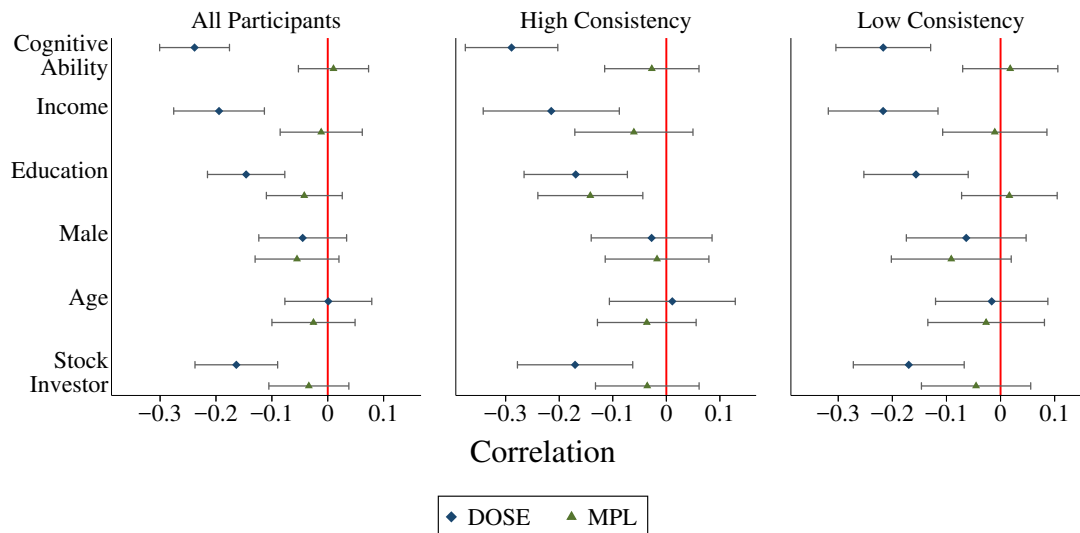 All Participants
High Consistency
Low Consistency
Cognitive
Ability
Income
Education
Male
Age
Stock
Investor
−0.3 −0.2 −0.1 0 0.1
−0.3 −0.2 −0.1 0 0.1
−0.3 −0.2 −0.1 0 0.1
Correlation
DOSE MPL